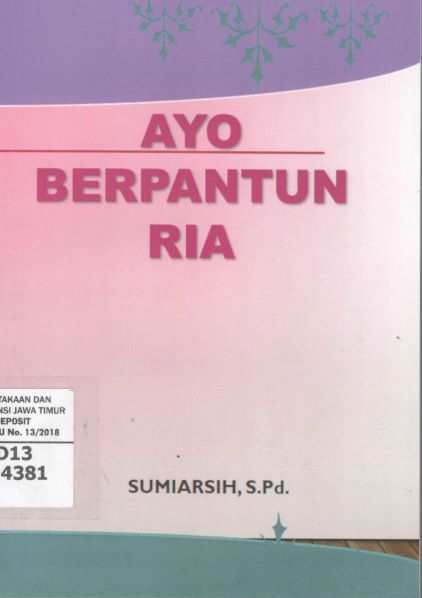 AYO
BERPANTUN
RIA
TAKAAN DAN
NSI JAWA TIMUR
EPOSIT
U No. 13/2018
D13
4381
SUMIARSIH, S.Pd.